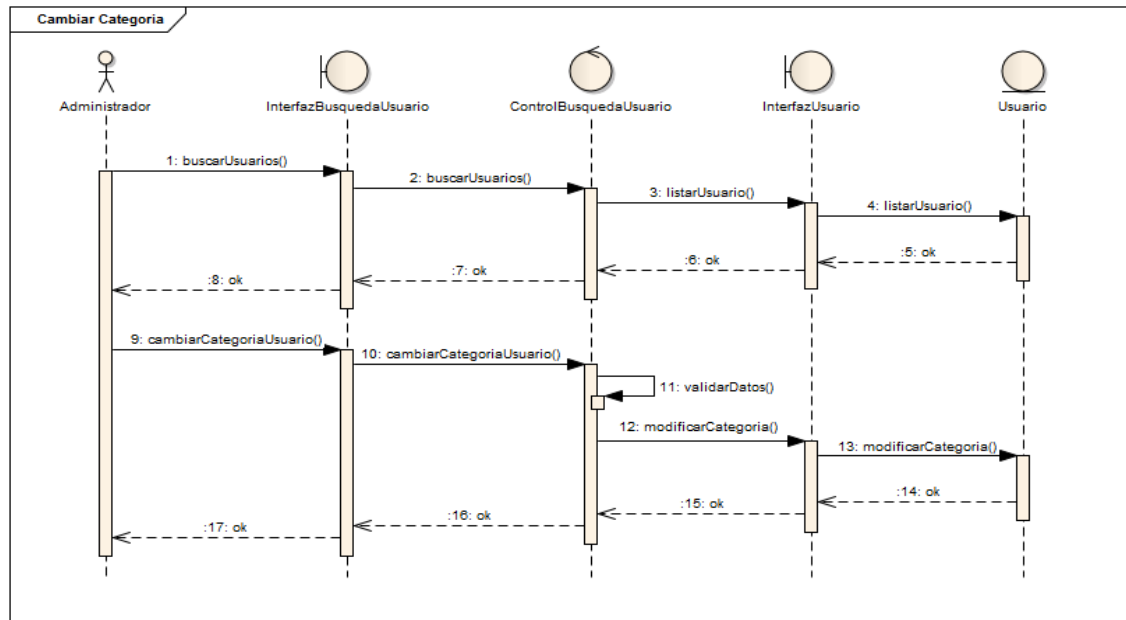 Cambiar Categoria
Administrador
InterfazBusquedaUsuario
ControlBusquedaUsuario
InterfazUsuario
Usuario
1: buscarUsuarios()
2: buscarUsuarios()
3: listarUsuario()
4: listarUsuario()
:5: ok
:6: ok
:7: ok
:8: ok
9: cambiarCategoriaUsuario()
10: cambiarCategoriaUsuario()
11: validarDatos()
12: modificarCategoria()
13: modificarCategoria()
:14: ok
:15: ok
:16: ok
:17: ok